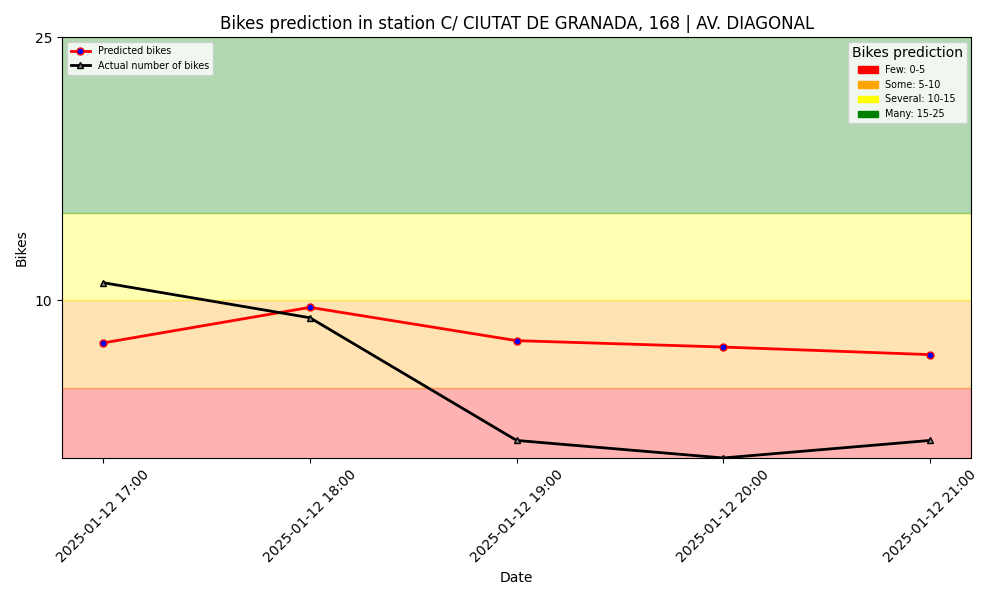 Bikes prediction in station C/ CIUTAT DE GRANADA, 168 | AV. DIAGONAL
25
10
Bikes
Predicted bikes
Actual number of bikes
Bikes prediction
Few: 0-5
Some: 5-10
Several: 10-15
Many: 15-25
2025-01-12 17:00
2025-01-12 18:00
2025-01-12 19:00
2025-01-12 20:00
2025-01-12 21:00
Date